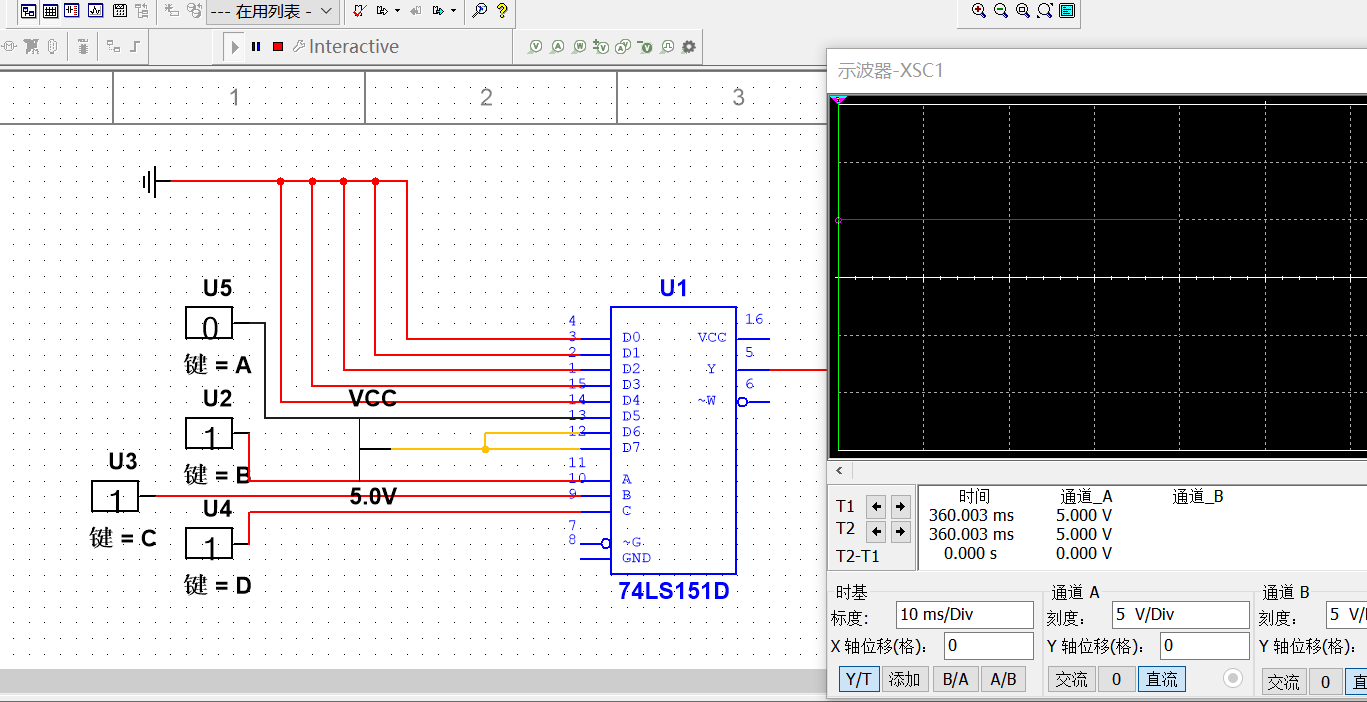 --- 在用列表 -
Interactive
1
2
3
U5
0
键 = A
U2
1
键 = B
U3
1
键 = C
U4
1
键 = D
VCC
5.0V
U1
4
3
2
1
15
14
13
12
11
10
9
7
8
D0
D1
D2
D3
D4
D5
D6
D7
A
B
C
~G
GND
VCC
Y
~W
16
5
6
74LS151D
示波器-XSC1
时间 通道_A 通道_B
T1 360.003 ms 5.000 V
T2 360.003 ms 5.000 V
T2-T1 0.000 s 0.000 V
时基 通道 A 通道 B
标度: 10 ms/Div 刻度: 5 V/Div 刻度: 5 V/
X 轴位移(格): 0 Y 轴位移(格): 0 Y 轴位移(格):
Y/T 添加 B/A A/B 交流 0 直流 交流 0